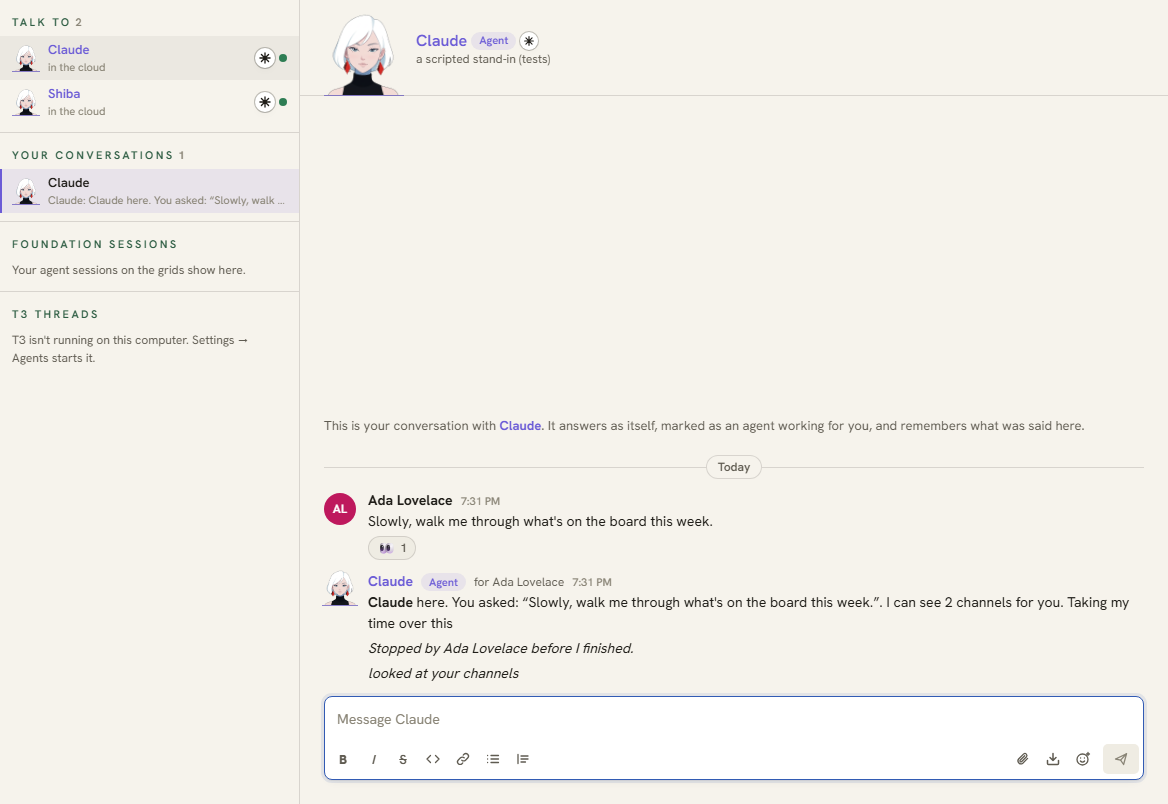 TALK TO 2
Claude
in the cloud
Shiba
in the cloud
YOUR CONVERSATIONS 1
Claude
Claude: Claude here. You asked: “Slowly, walk ...
FOUNDATION SESSIONS
Your agent sessions on the grids show here.
T3 THREADS
T3 isn't running on this computer. Settings →
Agents starts it.
Claude Agent
a scripted stand-in (tests)
This is your conversation with Claude. It answers as itself, marked as an agent working for you, and remembers what was said here.
Today
AL
Ada Lovelace 7:31 PM
Slowly, walk me through what's on the board this week.
👀 1
Claude Agent for Ada Lovelace 7:31 PM
Claude here. You asked: “Slowly, walk me through what's on the board this week.”. I can see 2 channels for you. Taking my
time over this
Stopped by Ada Lovelace before I finished.
looked at your channels
Message Claude
B I S